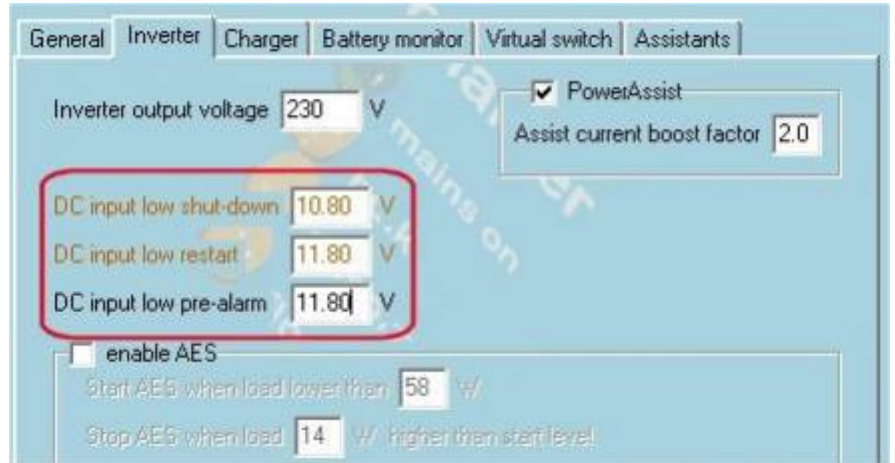 General Inverter Charger Battery monitor Virtual switch Assistants
Inverter output voltage 230 V
PowerAssist
Assist current boost factor 2.0
DC input low shut-down 10.80 V
DC input low restart 11.80 V
DC input low pre-alarm 11.80 V
enable AES
Start AES when load lower than 58 W
Stop AES when load 14 W higher than start level.
mains on